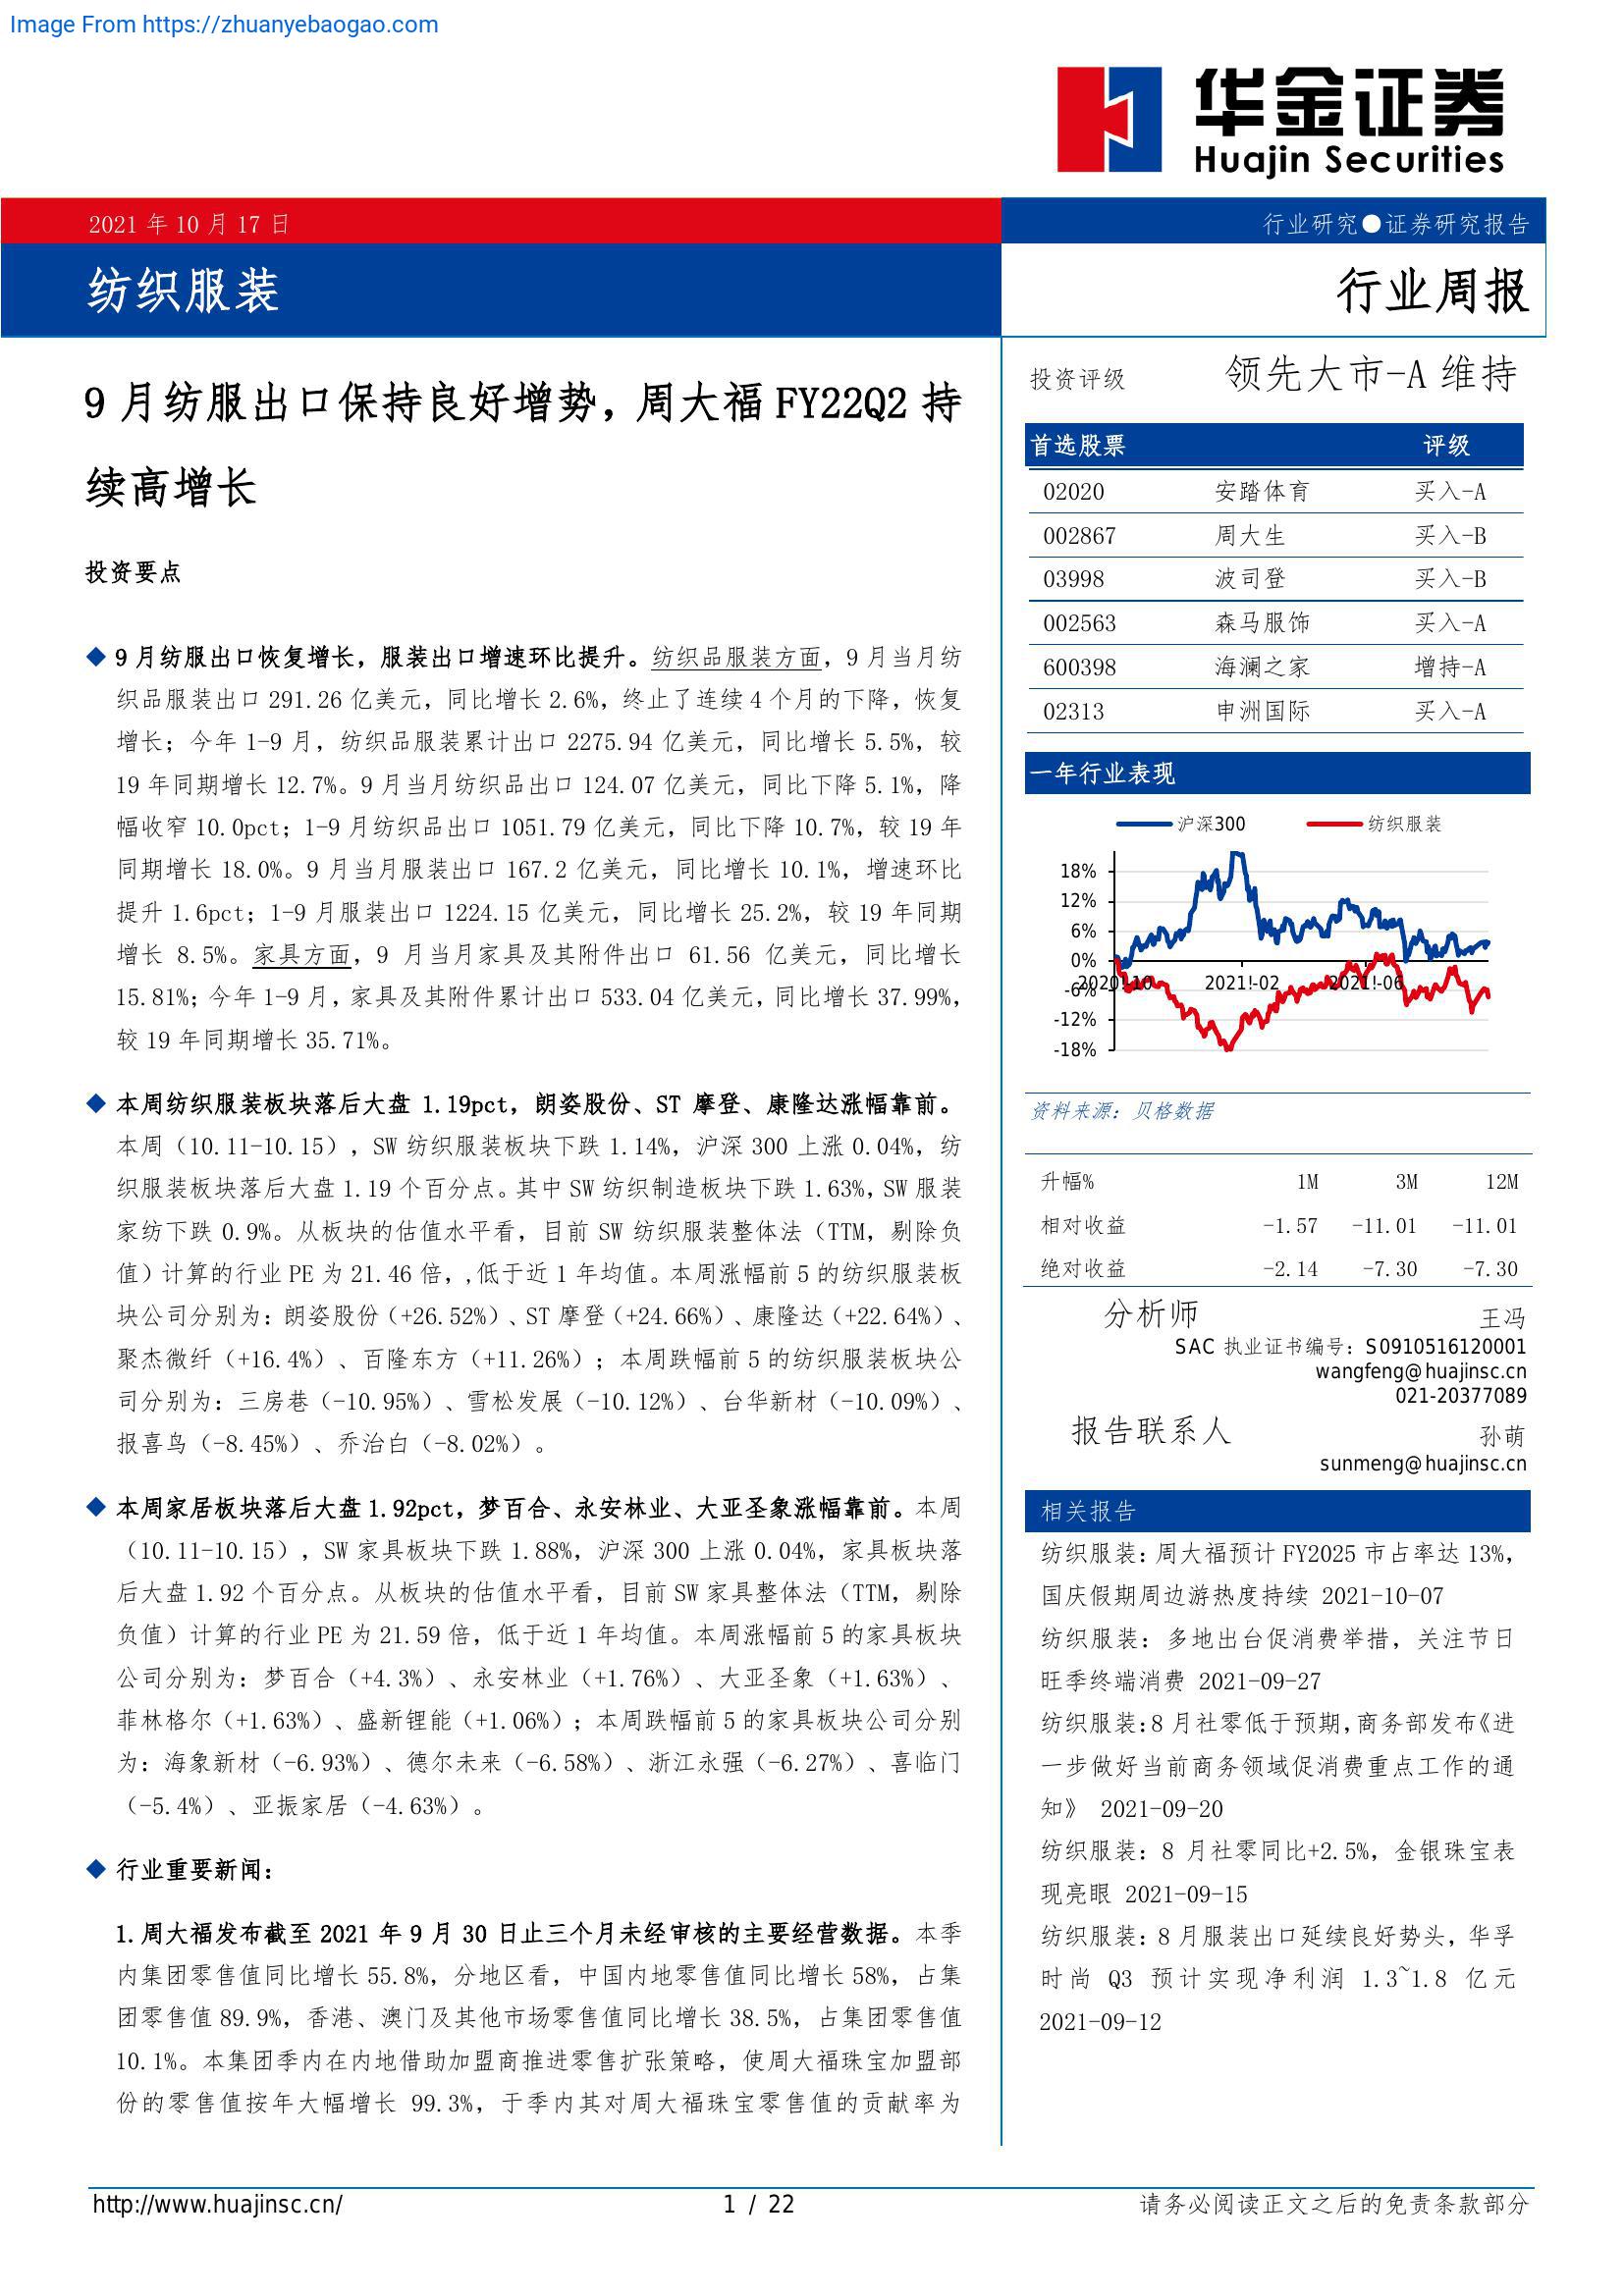 Image From https://zhuanyebaogao.com
华金证券
Huajin Securities
2021 年 10 月 17 日
行业研究●证券研究报告
纺织服装
行业周报
9 月纺服出口保持良好增势，周大福 FY22Q2 持
续高增长
投资要点
◆ 9 月纺服出口恢复增长，服装出口增速环比提升。纺织品服装方面，9 月当月纺
织品服装出口 291.26 亿美元，同比增长 2.6%，终止了连续 4 个月的下降，恢复
增长；今年 1-9 月，纺织品服装累计出口 2275.94 亿美元，同比增长 5.5%，较
19 年同期增长 12.7%。9 月当月纺织品出口 124.07 亿美元，同比下降 5.1%，降
幅收窄 10.0pct；1-9 月纺织品出口 1051.79 亿美元，同比下降 10.7%，较 19 年
同期增长 18.0%。9 月当月服装出口 167.2 亿美元，同比增长 10.1%，增速环比
提升 1.6pct；1-9 月服装出口 1224.15 亿美元，同比增长 25.2%，较 19 年同期
增长 8.5%。家具方面，9 月当月家具及其附件出口 61.56 亿美元，同比增长
15.81%；今年 1-9 月，家具及其附件累计出口 533.04 亿美元，同比增长 37.99%，
较 19 年同期增长 35.71%。
◆ 本周纺织服装板块落后大盘 1.19pct，朗姿股份、ST 摩登、康隆达涨幅靠前。
本周（10.11-10.15），SW 纺织服装板块下跌 1.14%，沪深 300 上涨 0.04%，纺
织服装板块落后大盘 1.19 个百分点。其中 SW 纺织制造板块下跌 1.63%，SW 服装
家纺下跌 0.9%。从板块的估值水平看，目前 SW 纺织服装整体法（TTM，剔除负
值）计算的行业 PE 为 21.46 倍，,低于近 1 年均值。本周涨幅前 5 的纺织服装板
块公司分别为：朗姿股份（+26.52%）、ST 摩登（+24.66%）、康隆达（+22.64%）、
聚杰微纤（+16.4%）、百隆东方（+11.26%）；本周跌幅前 5 的纺织服装板块公
司分别为：三房巷（-10.95%）、雪松发展（-10.12%）、台华新材（-10.09%）、
报喜鸟（-8.45%）、乔治白（-8.02%）。
◆ 本周家居板块落后大盘 1.92pct，梦百合、永安林业、大亚圣象涨幅靠前。本周
（10.11-10.15），SW 家具板块下跌 1.88%，沪深 300 上涨 0.04%，家具板块落
后大盘 1.92 个百分点。从板块的估值水平看，目前 SW 家具整体法（TTM，剔除
负值）计算的行业 PE 为 21.59 倍，低于近 1 年均值。本周涨幅前 5 的家具板块
公司分别为：梦百合（+4.3%）、永安林业（+1.76%）、大亚圣象（+1.63%）、
菲林格尔（+1.63%）、盛新锂能（+1.06%）；本周跌幅前 5 的家具板块公司分别
为：海象新材（-6.93%）、德尔未来（-6.58%）、浙江永强（-6.27%）、喜临门
（-5.4%）、亚振家居（-4.63%）。
◆ 行业重要新闻：
1. 周大福发布截至 2021 年 9 月 30 日止三个月未经审核的主要经营数据。本季
内集团零售值同比增长 55.8%，分地区看，中国内地零售值同比增长 58%，占集
团零售值 89.9%，香港、澳门及其他市场零售值同比增长 38.5%，占集团零售值
10.1%。本集团季内在内地借助加盟商推进零售扩张策略，使周大福珠宝加盟部
份的零售值按年大幅增长 99.3%，于季内其对周大福珠宝零售值的贡献率为
投资评级 领先大市-A 维持
首选股票 评级
02020 安踏体育 买入-A
002867 周大生 买入-B
03998 波司登 买入-B
002563 森马服饰 买入-A
600398 海澜之家 增持-A
02313 申洲国际 买入-A
一年行业表现
沪深300 纺织服装
18%
12%
6%
0%
-6%
-12%
-18%
2020!-10 2021!-02 2021!-06
资料来源：贝格数据
升幅% 1M 3M 12M
相对收益 -1.57 -11.01 -11.01
绝对收益 -2.14 -7.30 -7.30
分析师 王冯
SAC 执业证书编号：S0910516120001
wangfeng@huajinsc.cn
021-20377089
报告联系人 孙萌
sunmeng@huajinsc.cn
相关报告
纺织服装：周大福预计 FY2025 市占率达 13%，
国庆假期周边游热度持续 2021-10-07
纺织服装：多地出台促消费举措，关注节日
旺季终端消费 2021-09-27
纺织服装：8 月社零低于预期，商务部发布《进
一步做好当前商务领域促消费重点工作的通
知》 2021-09-20
纺织服装：8 月社零同比+2.5%，金银珠宝表
现亮眼 2021-09-15
纺织服装：8 月服装出口延续良好势头，华孚
时尚 Q3 预计实现净利润 1.3~1.8 亿元
2021-09-12
http://www.huajinsc.cn/
1 / 22
请务必阅读正文之后的免责条款部分